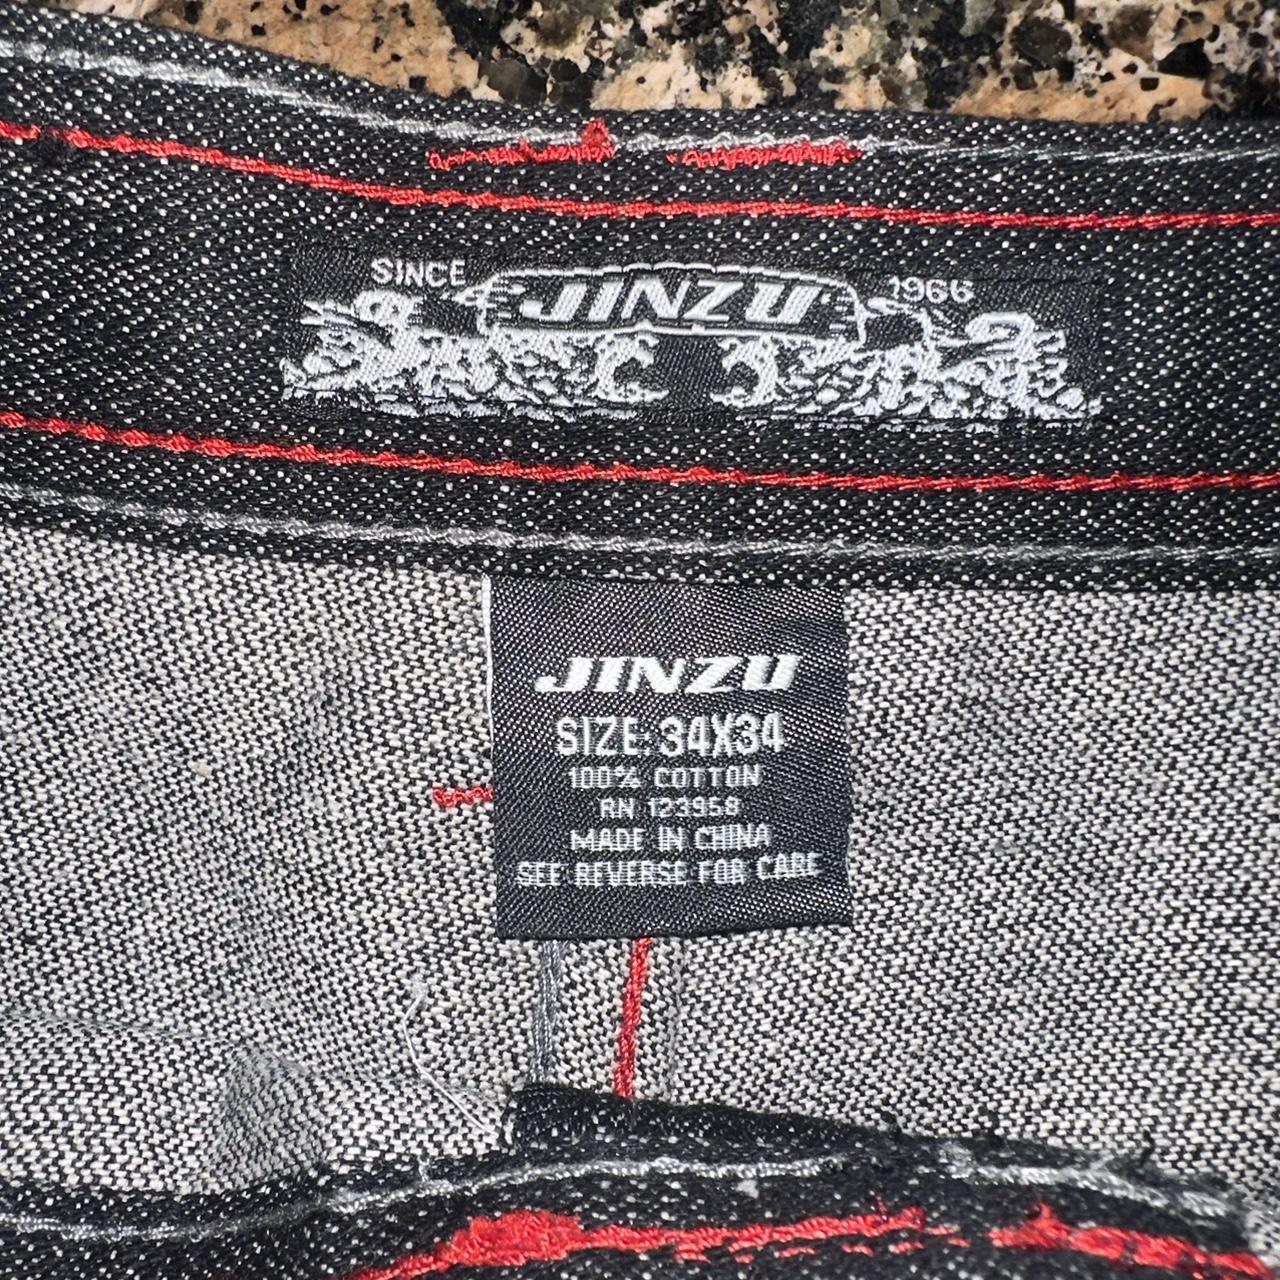 SINCE JINZU 1966
JINZU
SIZE: 34X34
100% COTTON
RN 123958
MADE IN CHINA
SEE REVERSE FOR CARE